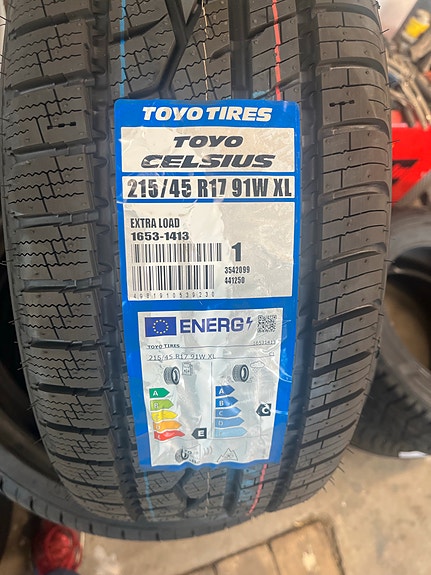 TOYO TIRES
TOYO
CELSIUS
215/45 R17 91W XL
EXTRA LOAD
1653-1413
1
3542099
441250
4981910539230
ENERG
TOYO TIRES
215/45 R17 91W XL
A
B
E
A
C